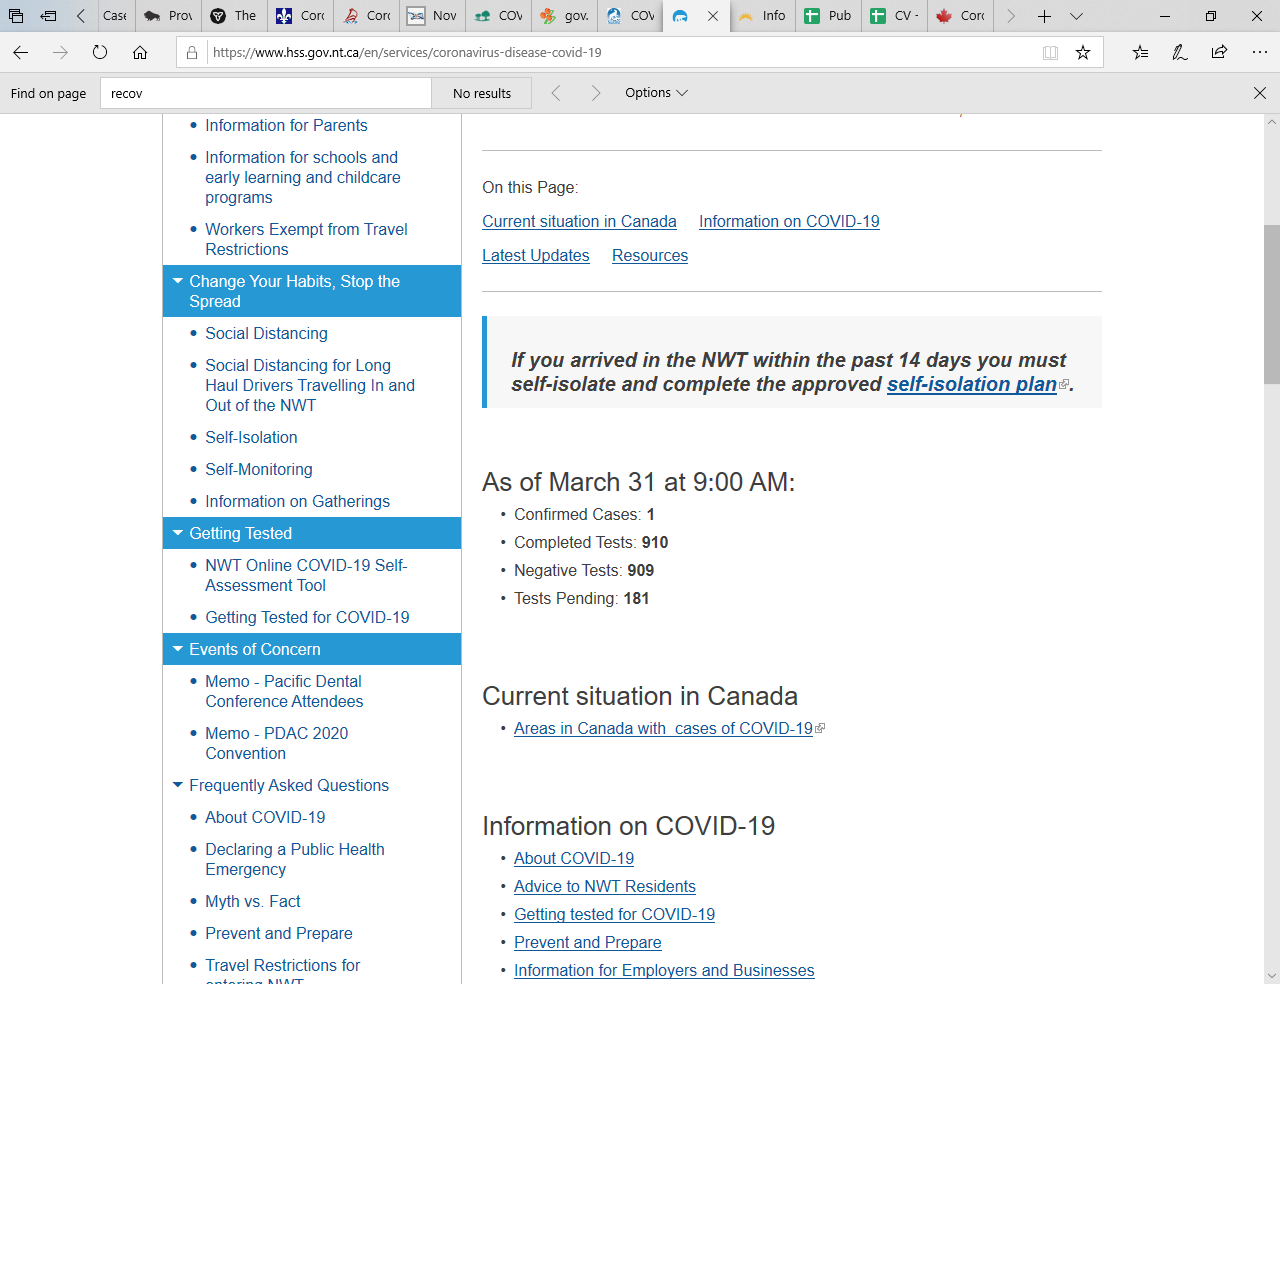 Case
Prov
The
Corc
Corc
Nov
COV
gov.
COV
Info
Pub
CV -
Corc
https://www.hss.gov.nt.ca/en/services/coronavirus-disease-covid-19
Find on page
recov
No results
Options
• Information for Parents
• Information for schools and
early learning and childcare
programs
• Workers Exempt from Travel
Restrictions
Change Your Habits, Stop the
Spread
• Social Distancing
• Social Distancing for Long
Haul Drivers Travelling In and
Out of the NWT
• Self-Isolation
• Self-Monitoring
• Information on Gatherings
Getting Tested
• NWT Online COVID-19 Self-
Assessment Tool
• Getting Tested for COVID-19
Events of Concern
• Memo - Pacific Dental
Conference Attendees
• Memo - PDAC 2020
Convention
Frequently Asked Questions
• About COVID-19
• Declaring a Public Health
Emergency
• Myth vs. Fact
• Prevent and Prepare
• Travel Restrictions for
entering NWT
On this Page:
Current situation in Canada Information on COVID-19
Latest Updates Resources
If you arrived in the NWT within the past 14 days you must
self-isolate and complete the approved self-isolation plan.
As of March 31 at 9:00 AM:
• Confirmed Cases: 1
• Completed Tests: 910
• Negative Tests: 909
• Tests Pending: 181
Current situation in Canada
• Areas in Canada with  cases of COVID-19
Information on COVID-19
• About COVID-19
• Advice to NWT Residents
• Getting tested for COVID-19
• Prevent and Prepare
• Information for Employers and Businesses